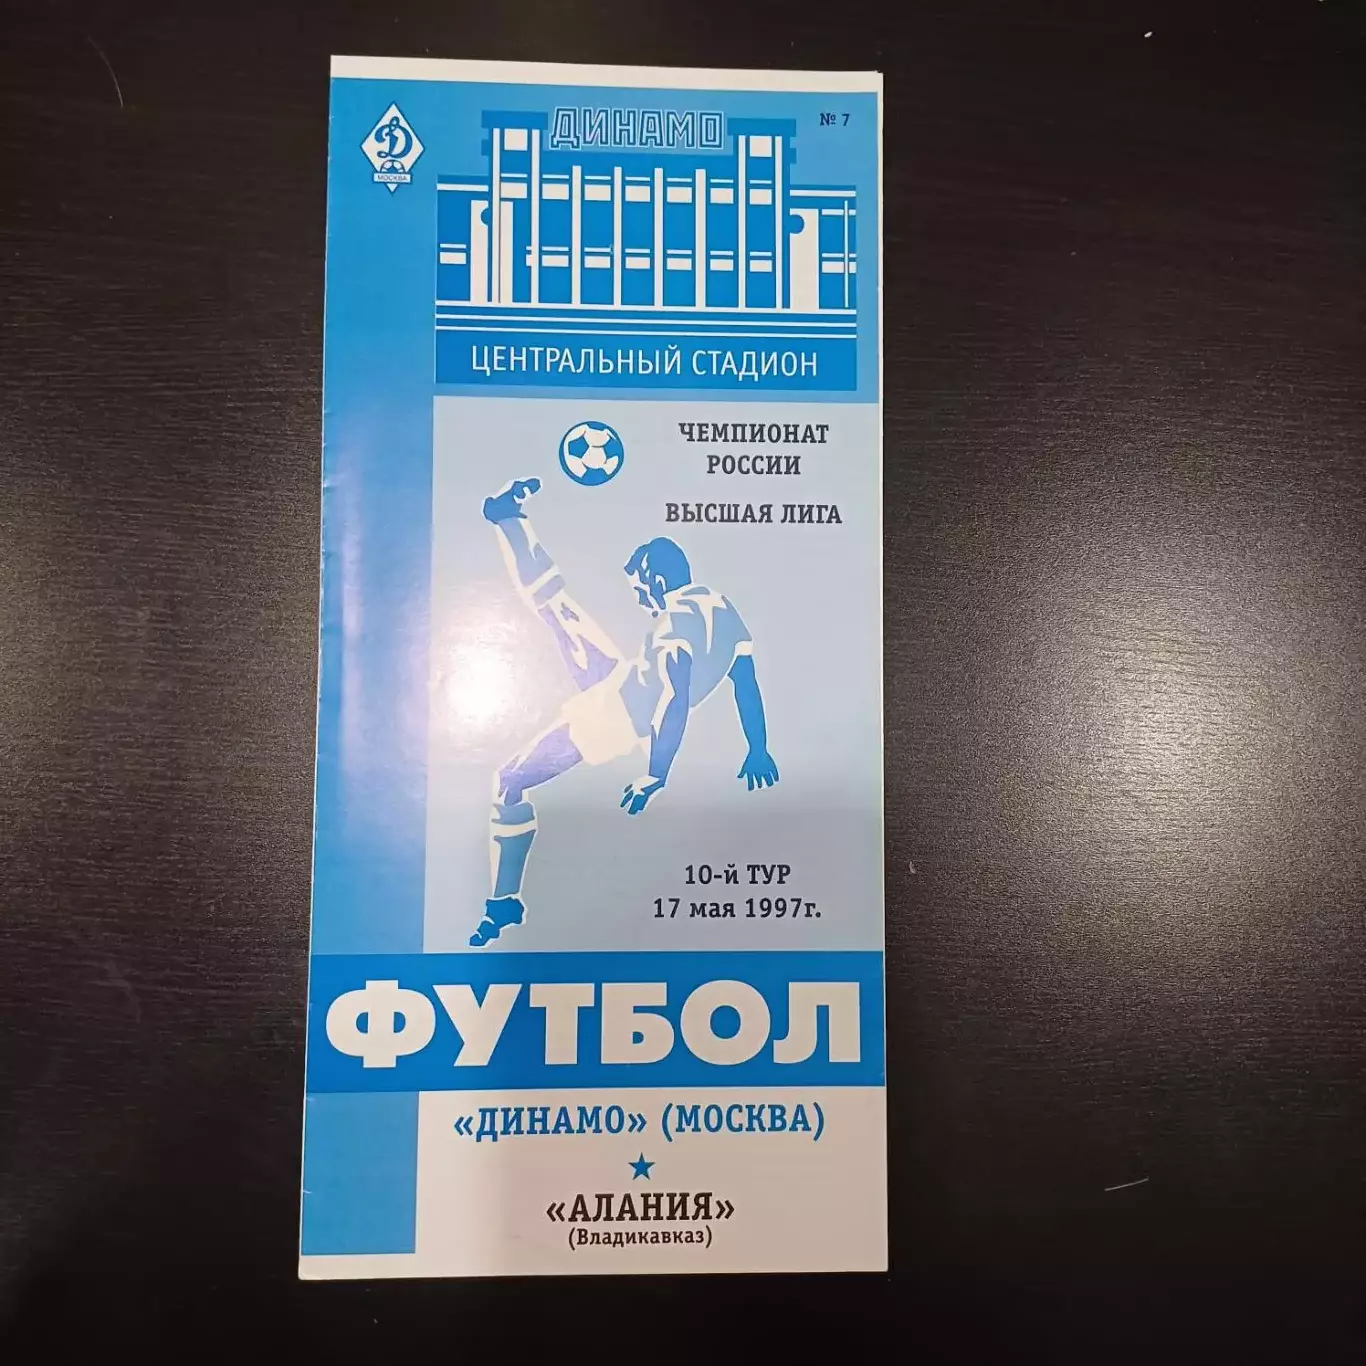 ДИНАМО
№ 7
Д
МОСКВА
ЦЕНТРАЛЬНЫЙ СТАДИОН
ЧЕМПИОНАТ
РОССИИ
ВЫСШАЯ ЛИГА
10-й ТУР
17 мая 1997г.
ФУТБОЛ
«ДИНАМО» (МОСКВА)
«АЛАНИЯ»
(Владикавказ)